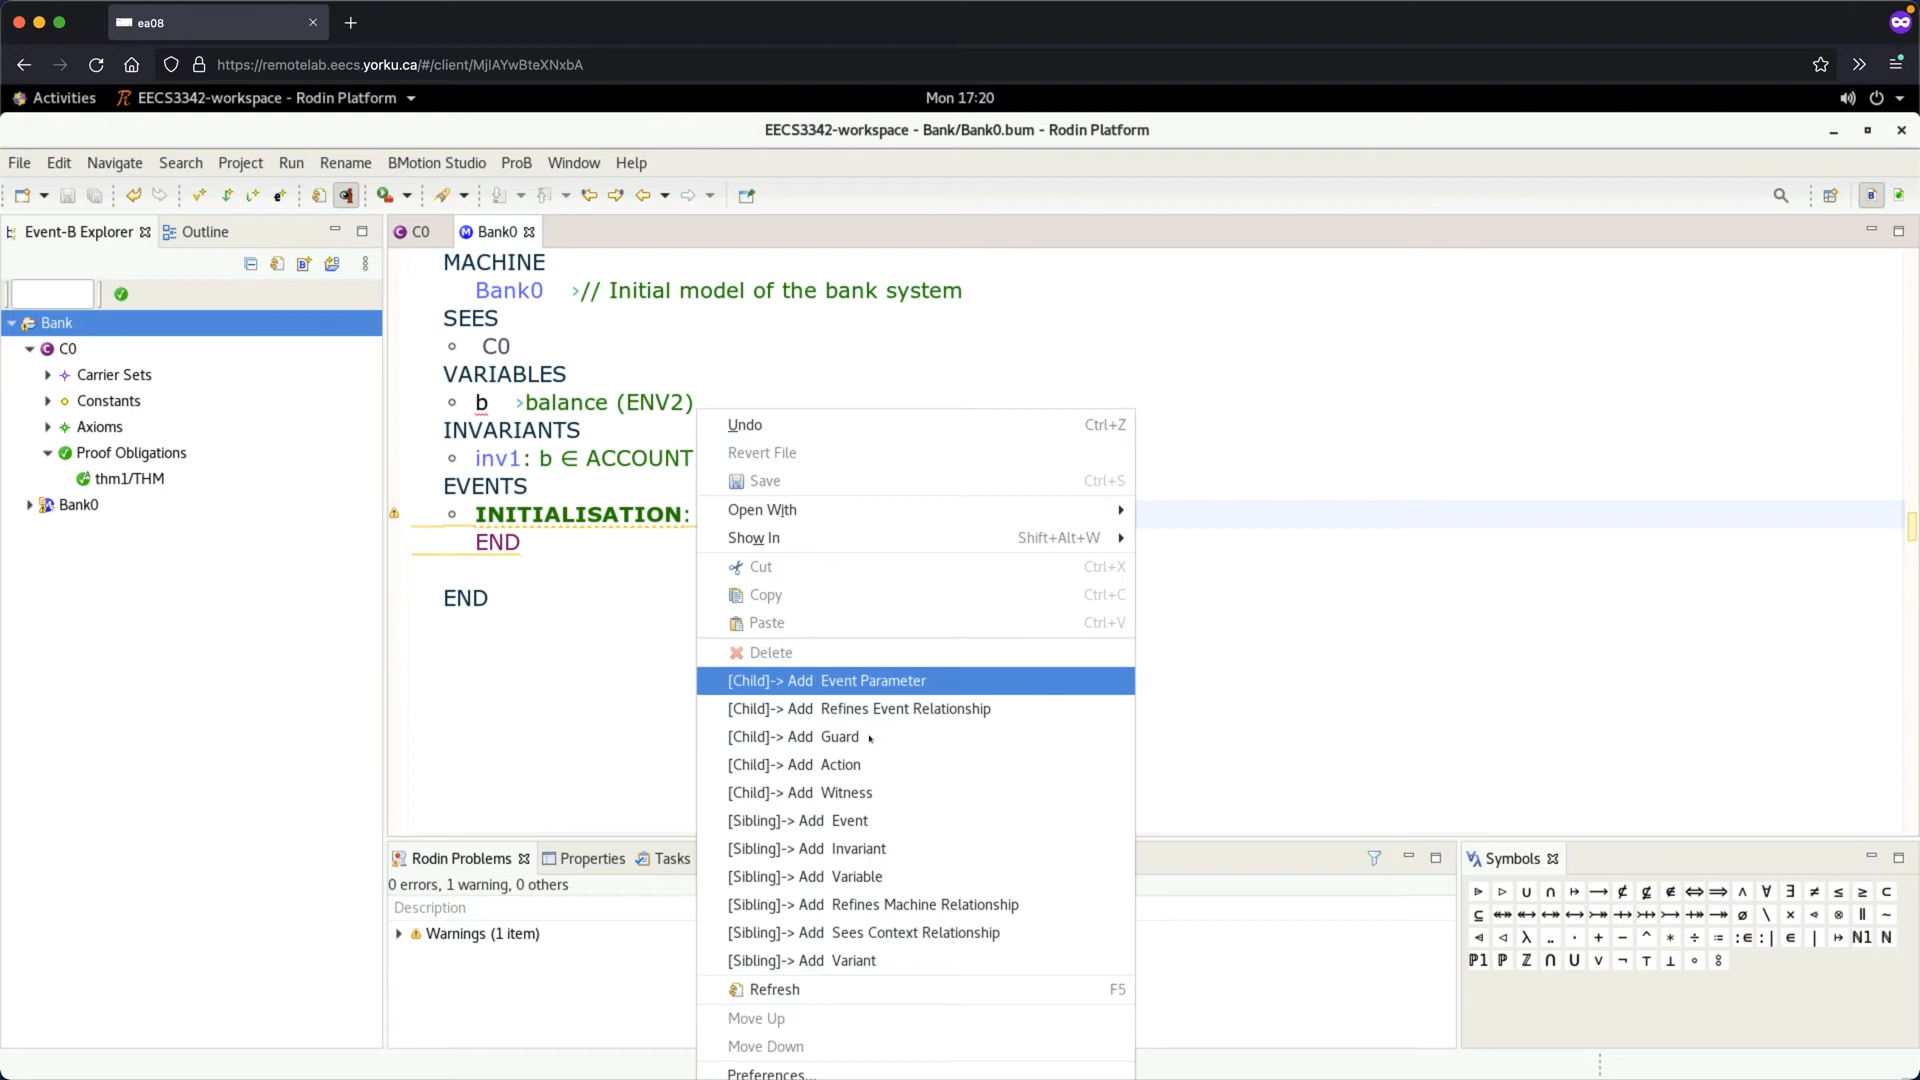 ea08
https://remotelab.eecs.yorku.ca/#/client/MjIAYwBteXNxbA
Activities EECS3342-workspace - Rodin Platform Mon 17:20
EECS3342-workspace - Bank/Bank0.bum - Rodin Platform
File Edit Navigate Search Project Run Rename BMotion Studio ProB Window Help
Event-B Explorer Outline
Bank
C0
Carrier Sets
Constants
Axioms
Proof Obligations
thm1/THM
Bank0
C0 Bank0
MACHINE
Bank0 ›// Initial model of the bank system
SEES
◦ C0
VARIABLES
◦ b ›balance (ENV2)
INVARIANTS
◦ inv1: b ∈ ACCOUNT
EVENTS
◦ INITIALISATION:
END
END
Undo Ctrl+Z
Revert File
Save Ctrl+S
Open With
Show In Shift+Alt+W
Cut Ctrl+X
Copy Ctrl+C
Paste Ctrl+V
Delete
[Child]-> Add Event Parameter
[Child]-> Add Refines Event Relationship
[Child]-> Add Guard
[Child]-> Add Action
[Child]-> Add Witness
[Sibling]-> Add Event
[Sibling]-> Add Invariant
[Sibling]-> Add Variable
[Sibling]-> Add Refines Machine Relationship
[Sibling]-> Add Sees Context Relationship
[Sibling]-> Add Variant
Refresh F5
Move Up
Move Down
Preferences...
Rodin Problems Properties Tasks
0 errors, 1 warning, 0 others
Description
Warnings (1 item)
Symbols
⩥ ▷ ∪ ∩ ↦ ⟶ ⊄ ⊈ ∉ ⇔ ⇒ ∧ ∀ ∃ ≠ ≤ ≥ ⊂
∅ \ × ⊗ ∥ ∼
λ ‥ · + − ^ ∗ ÷ ≔ :∈ :∣ ∈ ∣ ↦ ℕ1 ℕ
ℙ1 ℙ ℤ ⋂ ⋃ ∨ ¬ ⊤ ⊥ ∘